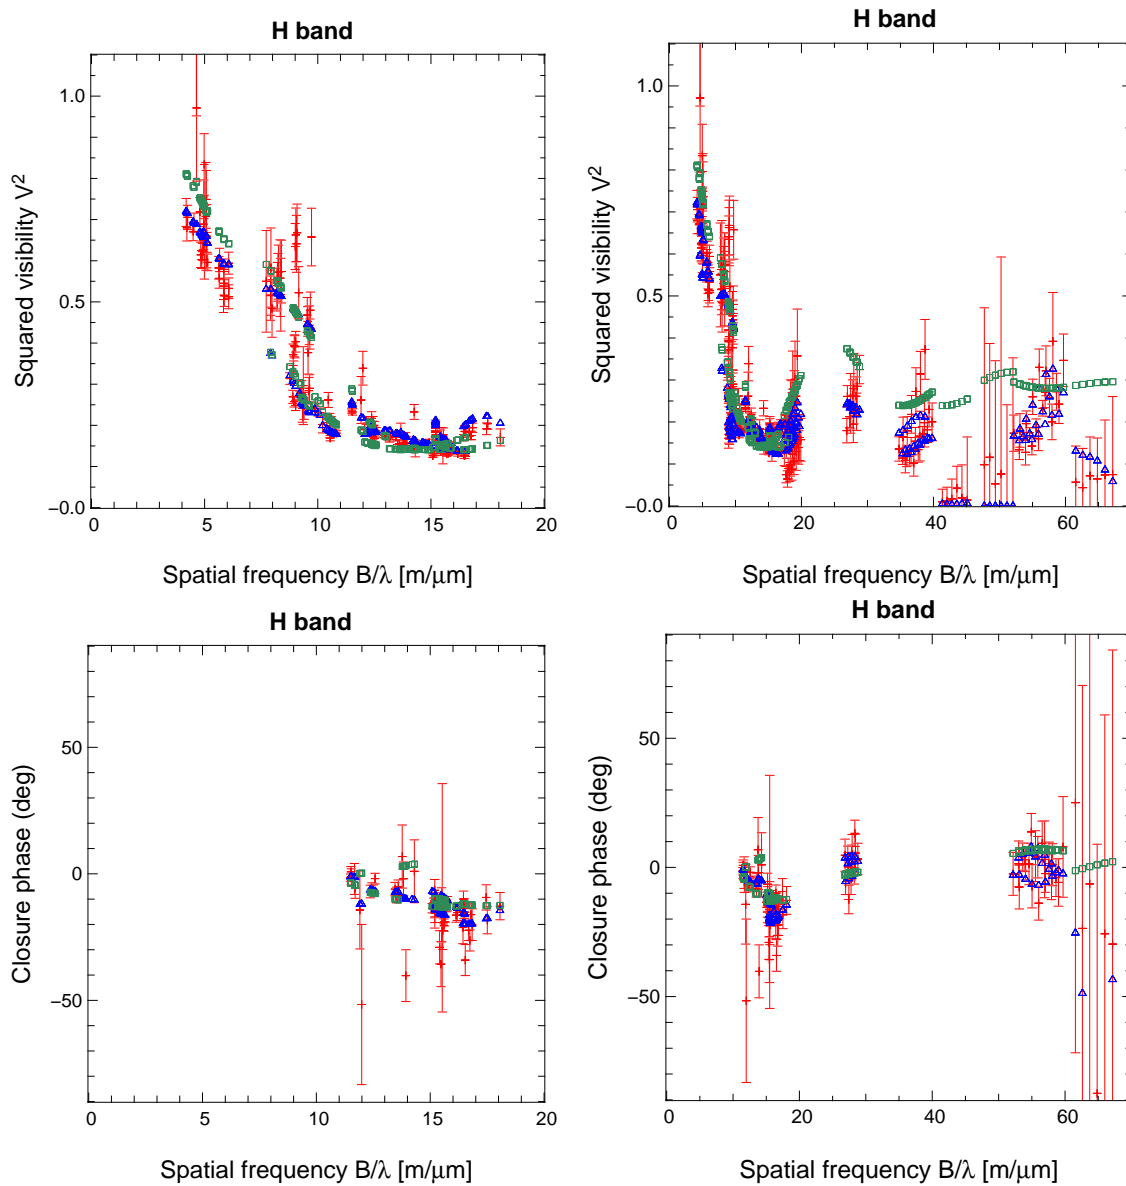 H band
H band
1.0
0.5
−0.0
0
5
10
15
20
Squared visibility V²
Spatial frequency B/λ [m/μm]
1.0
0.5
0.0
0
20
40
60
Squared visibility V²
Spatial frequency B/λ [m/μm]
H band
H band
50
0
−50
0
5
10
15
20
Closure phase (deg)
Spatial frequency B/λ [m/μm]
50
0
−50
0
20
40
60
Closure phase (deg)
Spatial frequency B/λ [m/μm]